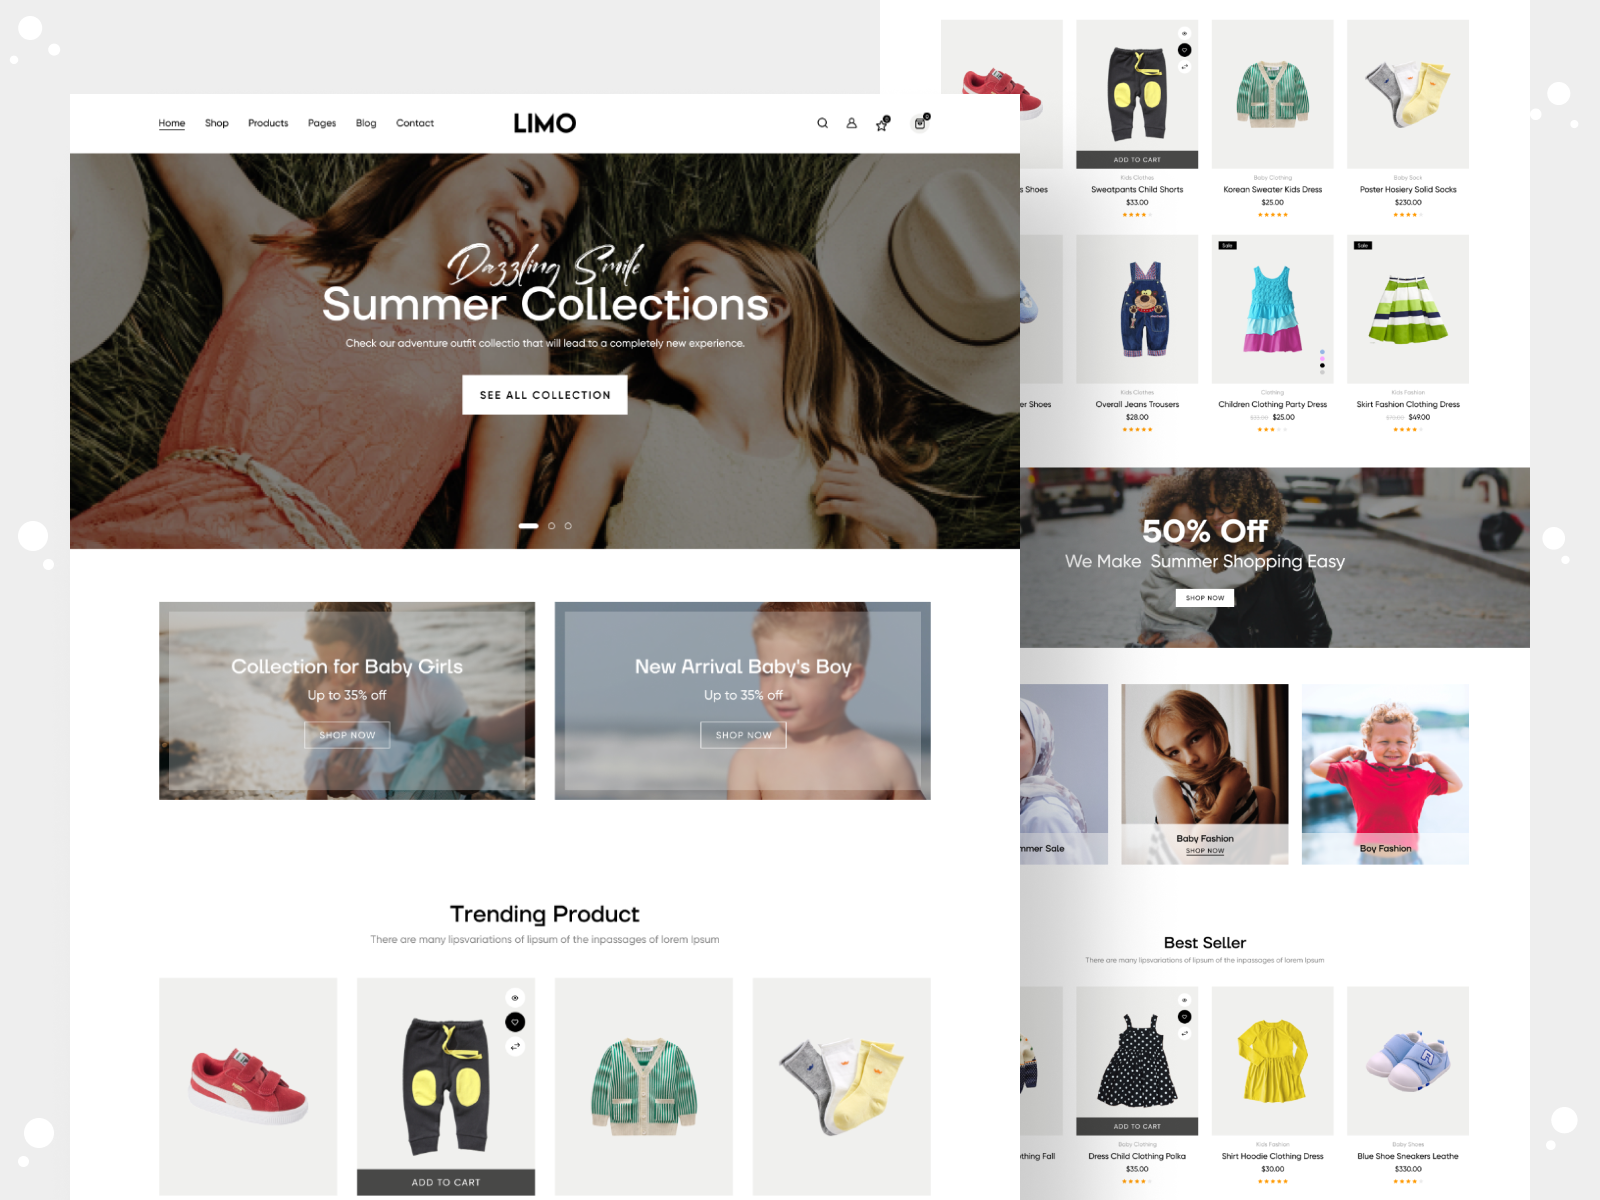 Home Shop Products Pages Blog Contact
LIMO
0
0
Dazzling Smile
Summer Collections
Check our adventure outfit collectio that will lead to a completely new experience.
SEE ALL COLLECTION
Collection for Baby Girls
Up to 35% off
SHOP NOW
New Arrival Baby's Boy
Up to 35% off
SHOP NOW
Trending Product
There are many lipsvariations of lipsum of the inpassages of lorem Ipsum
ADD TO CART
ADD TO CART
Kids Clothes
Baby Clothing
Baby Sock
s Shoes
Sweatpants Child Shorts
Korean Sweater Kids Dress
Poster Hosiery Solid Socks
$33.00
$25.00
$230.00
Sale
Sale
Kids Clothes
Clothing
Kids Fashion
er Shoes
Overall Jeans Trousers
Children Clothing Party Dress
Skirt Fashion Clothing Dress
$28.00
$25.00
$49.00
50% Off
We Make Summer Shopping Easy
SHOP NOW
mmer Sale
Baby Fashion
SHOP NOW
Boy Fashion
Best Seller
There are many lipsvariations of lipsum of the inpassages of lorem Ipsum
ADD TO CART
Baby Clothing
Kids Fashion
Baby Shoes
othing Fall
Dress Child Clothing Polka
Shirt Hoodie Clothing Dress
Blue Shoe Sneakers Leathe
$35.00
$30.00
$330.00